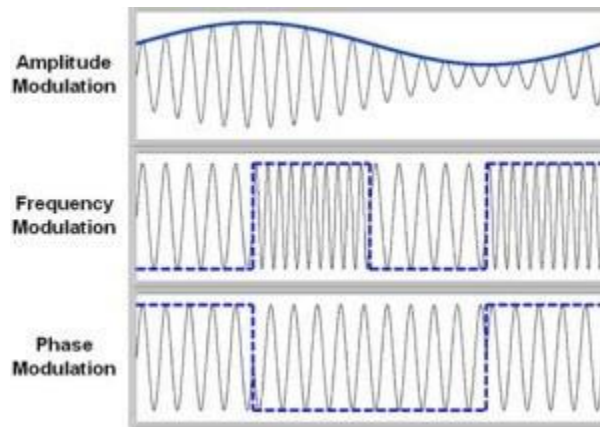 Amplitude
Modulation
Frequency
Modulation
Phase
Modulation